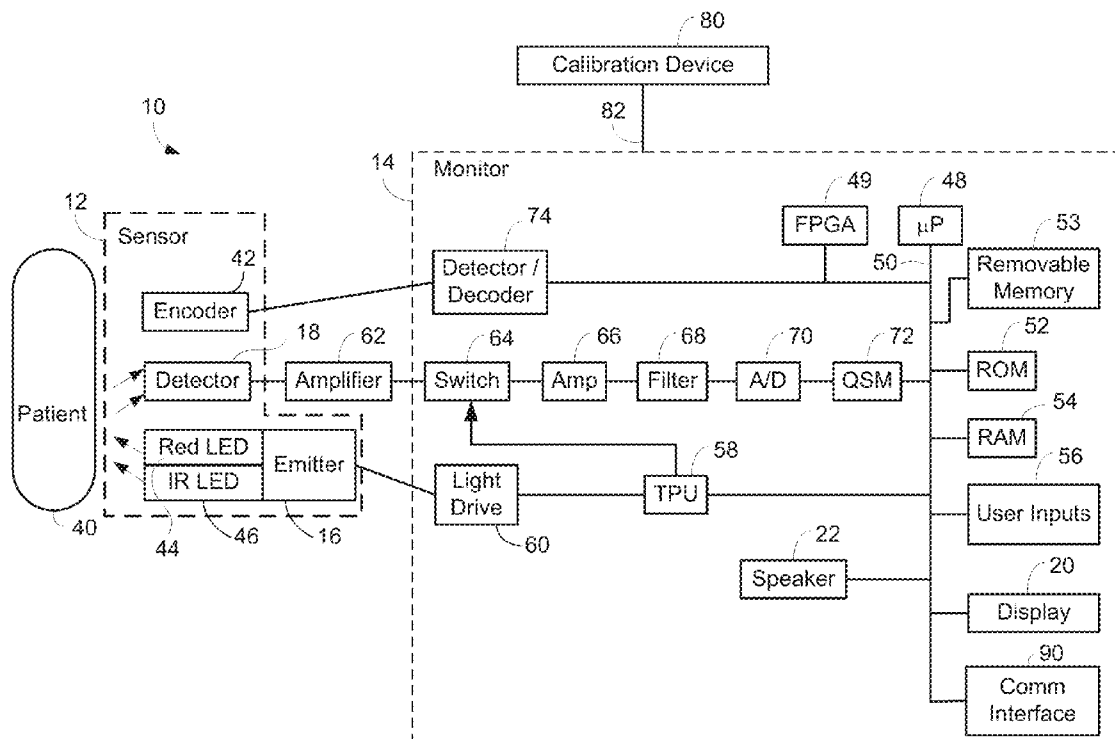 80
Calibration Device
10
82
14
Monitor
49
48
12
Sensor
74
FPGA
μP
53
42
Detector /
Decoder
50
Removable
Memory
Encoder
18
62
64
66
68
70
72
52
Detector
Amplifier
Switch
Amp
Filter
A/D
QSM
ROM
54
Patient
RAM
Red LED
Emitter
58
56
IR LED
Light
Drive
TPU
User Inputs
40
44
46
16
60
22
Speaker
20
Display
90
Comm
Interface